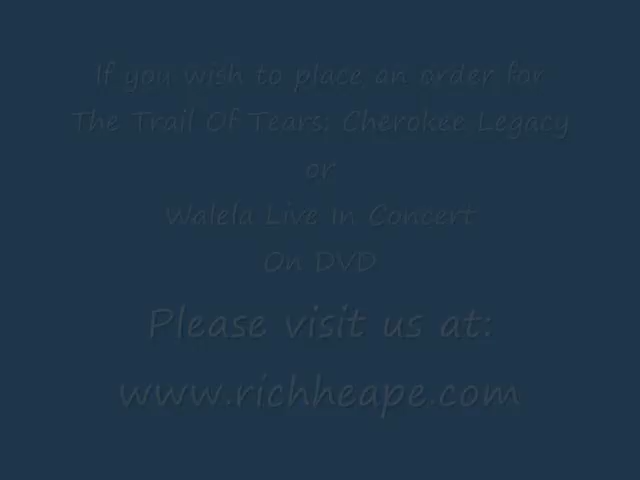 If you wish to place an order for
The Trail Of Tears: Cherokee Legacy
or
Walela Live In Concert
On DVD
Please visit us at:
www.richheape.com